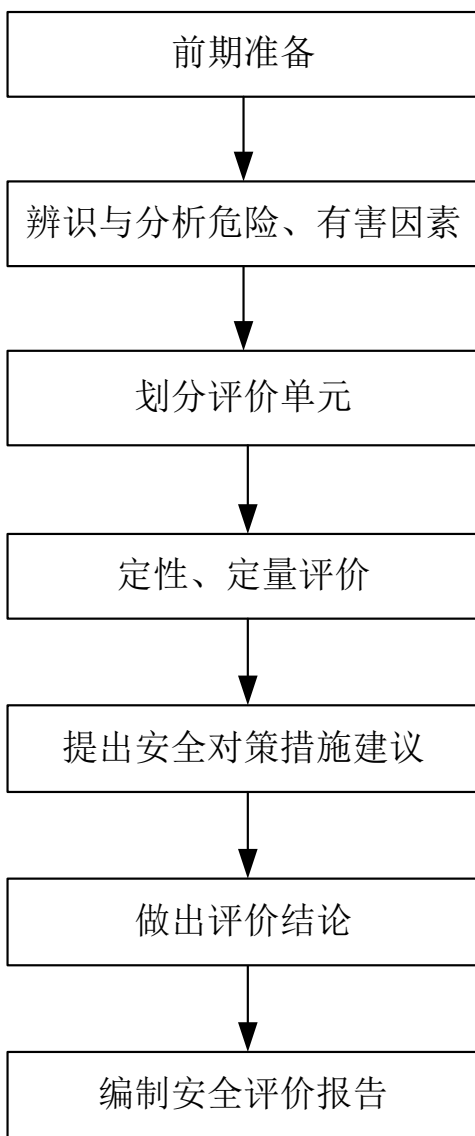 前期准备
辨识与分析危险、有害因素
划分评价单元
定性、定量评价
提出安全对策措施建议
做出评价结论
编制安全评价报告